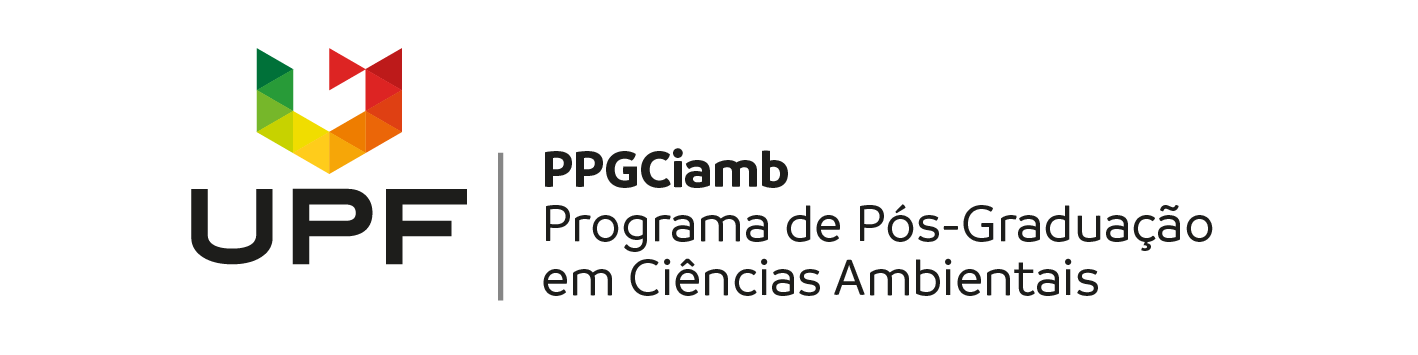 UPF
PPGCiamb
Programa de Pós-Graduação
em Ciências Ambientais